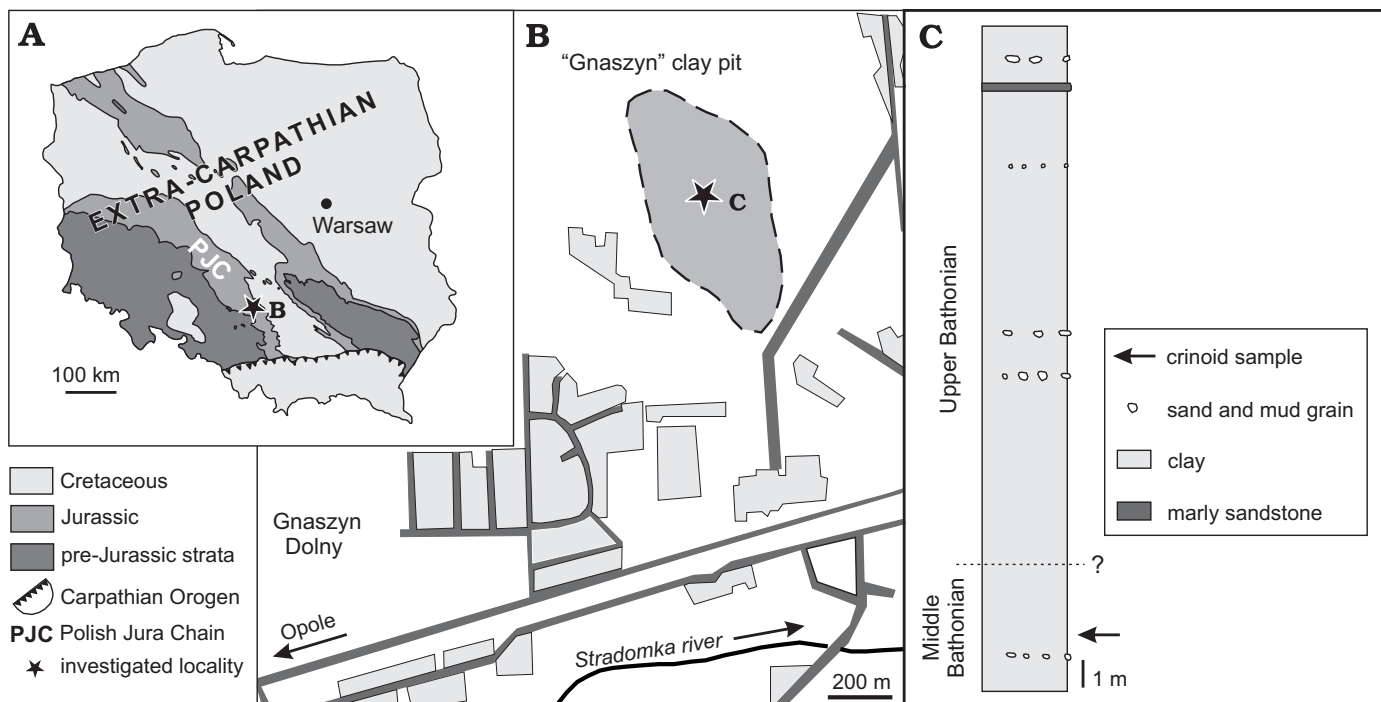 A
EXTRA-CARPATHIAN
POLAND
Warsaw
PJC
B
100 km
Cretaceous
Jurassic
pre-Jurassic strata
Carpathian Orogen
PJC Polish Jura Chain
investigated locality
B
“Gnaszyn” clay pit
C
Gnaszyn
Dolny
Opole
Stradomka river
200 m
C
Upper Bathonian
Middle
Bathonian
?
1 m
crinoid sample
sand and mud grain
clay
marly sandstone